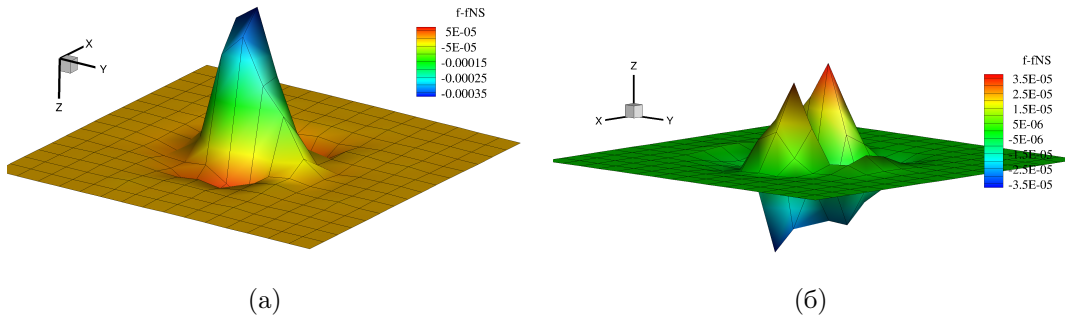 f-fNS
5E-05
-5E-05
-0.00015
-0.00025
-0.00035
X
Y
Z
(а)
f-fNS
3.5E-05
2.5E-05
1.5E-05
5E-06
-5E-06
-1.5E-05
-2.5E-05
-3.5E-05
Z
X
Y
(б)